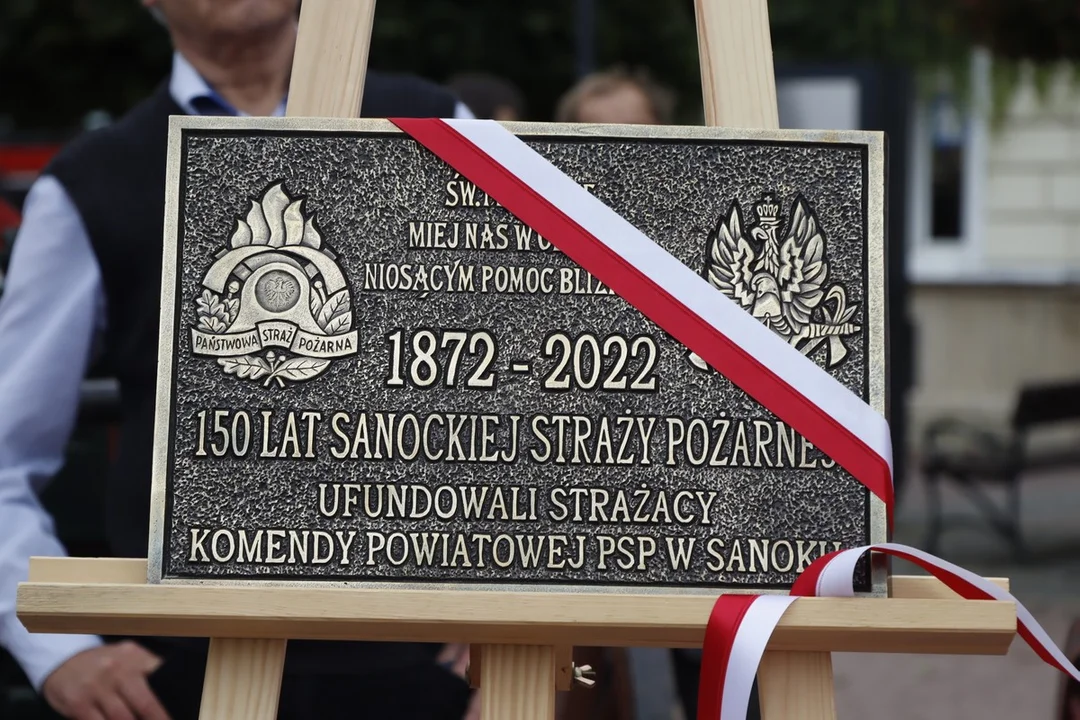 ŚW.
MIEJ NAS W
NIOSĄCYM POMOC
PAŃSTWOWA STRAŻ POŻARNA
1872 - 2022
150 LAT SANOCKIEJ STRAŻY POŻARNEJ
UFUNDOWALI STRAŻACY
KOMENDY POWIATOWEJ PSP W SANOKU